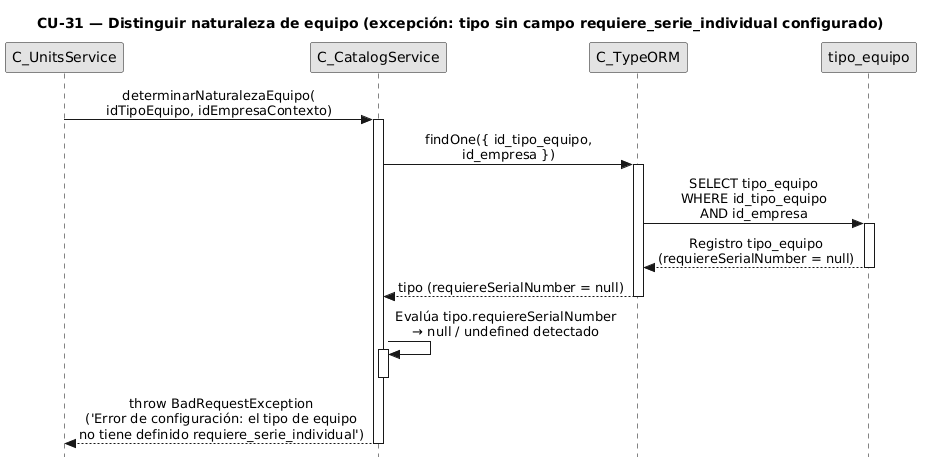 CU-31 — Distinguir naturaleza de equipo (excepción: tipo sin campo requiere_serie_individual configurado)
C_UnitsService
C_CatalogService
C_TypeORM
tipo_equipo
determinarNaturalezaEquipo(
idTipoEquipo, idEmpresaContexto)
findOne({ id_tipo_equipo,
id_empresa })
SELECT tipo_equipo
WHERE id_tipo_equipo
AND id_empresa
Registro tipo_equipo
(requiereSerialNumber = null)
tipo (requiereSerialNumber = null)
Evalúa tipo.requiereSerialNumber
→ null / undefined detectado
throw BadRequestException
('Error de configuración: el tipo de equipo
no tiene definido requiere_serie_individual')